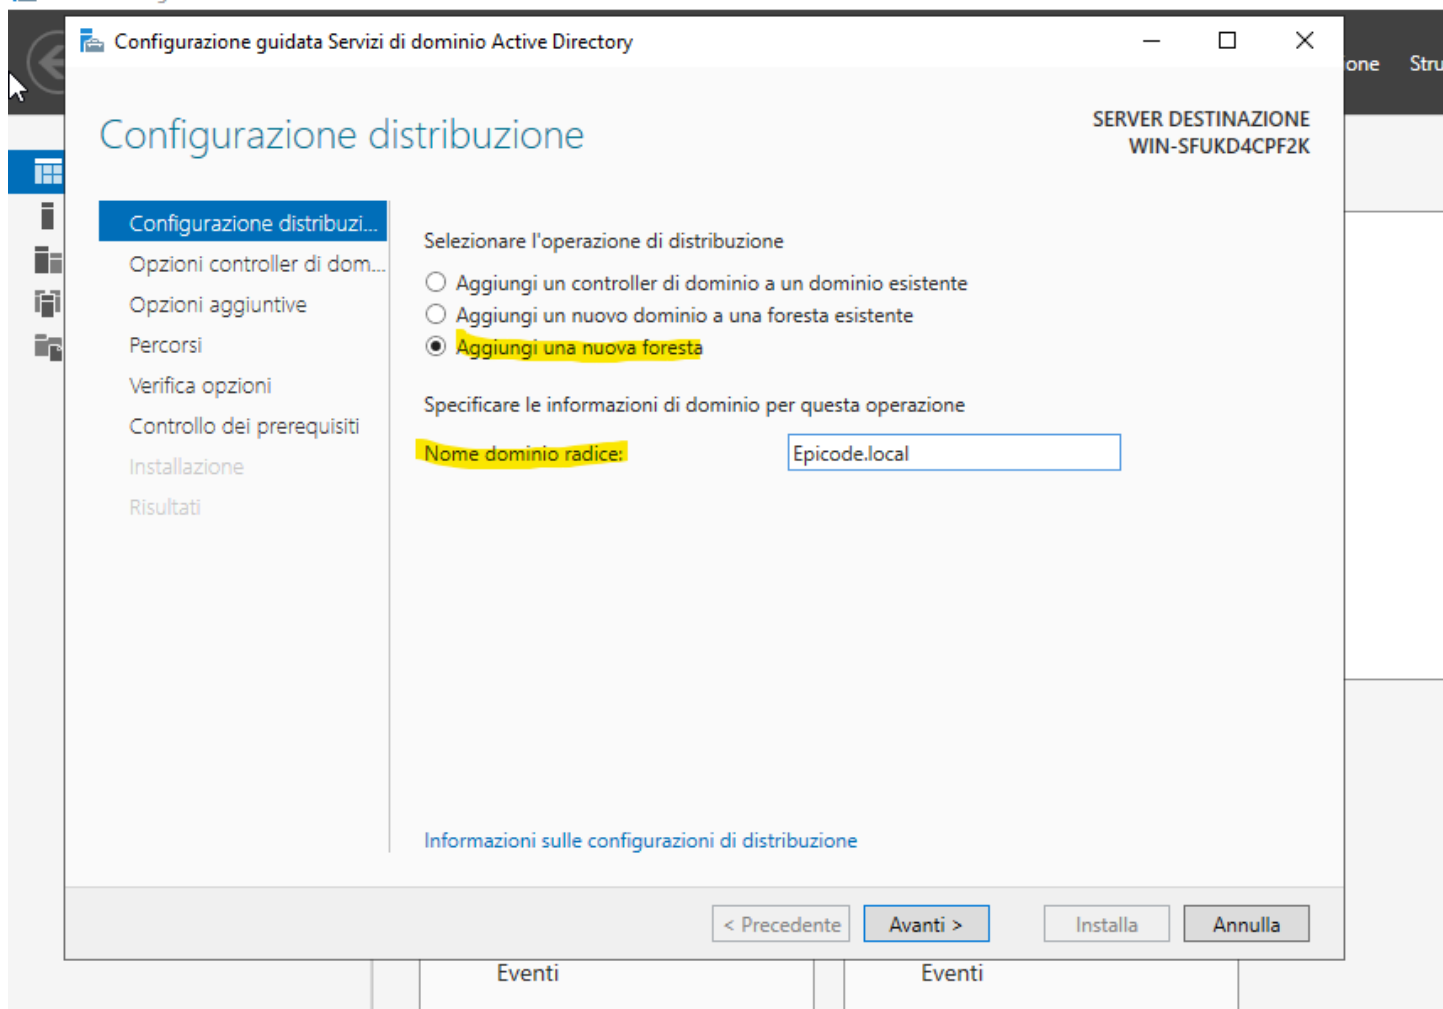 Configurazione guidata Servizi di dominio Active Directory
one Stru
Configurazione distribuzione
SERVER DESTINAZIONE
WIN-SFUKD4CPF2K
Configurazione distribuzi...
Opzioni controller di dom...
Opzioni aggiuntive
Percorsi
Verifica opzioni
Controllo dei prerequisiti
Installazione
Risultati
Selezionare l'operazione di distribuzione
Aggiungi un controller di dominio a un dominio esistente
Aggiungi un nuovo dominio a una foresta esistente
Aggiungi una nuova foresta
Specificare le informazioni di dominio per questa operazione
Nome dominio radice: Epicode.local
Informazioni sulle configurazioni di distribuzione
< Precedente Avanti > Installa Annulla
Eventi Eventi